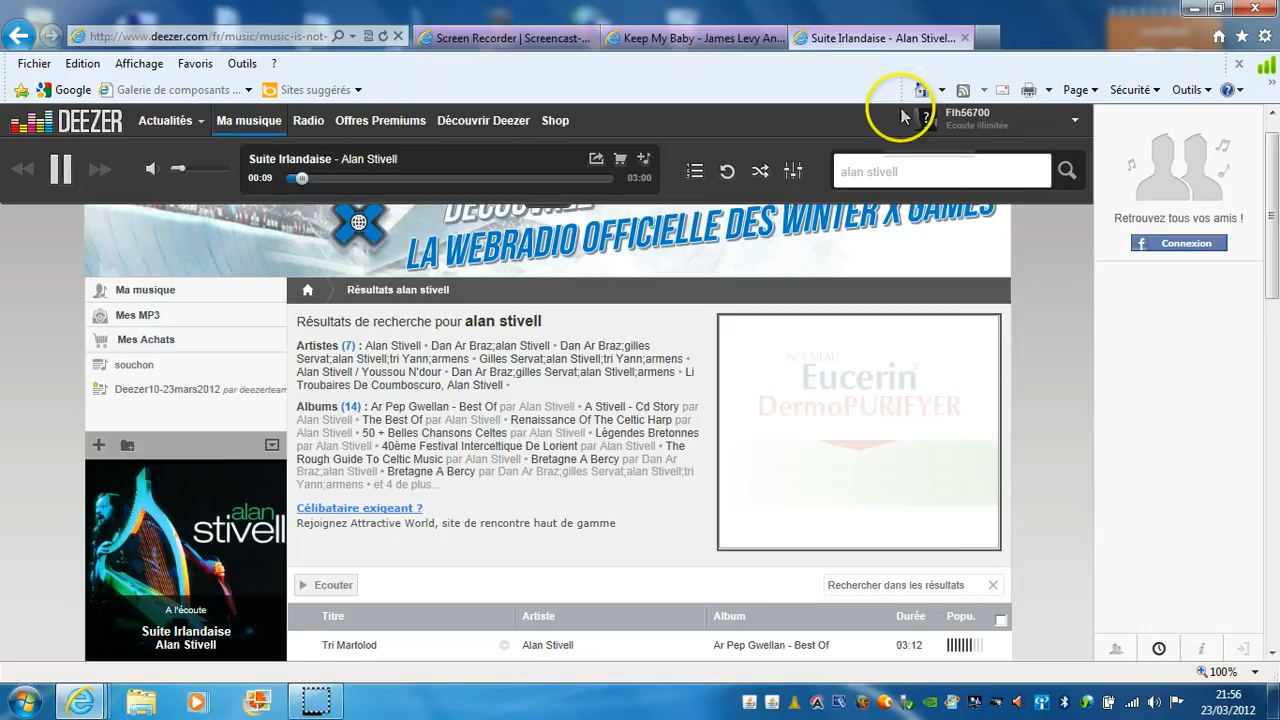 http://www.deezer.com/fr/music/music-is-not-
Screen Recorder | Screencast-...
Keep My Baby - James Levy An...
Suite Irlandaise - Alan Stivel...
Fichier Edition Affichage Favoris Outils ?
Google Galerie de composants ... Sites suggérés
Page Sécurité Outils
DEEZER Actualités Ma musique Radio Offres Premiums Découvrir Deezer Shop
Flh56700
Ecoute illimitée
Suite Irlandaise - Alan Stivell
00:09 03:00
alan stivell
Retrouvez tous vos amis !
Connexion
DÉCOUVREZ
LA WEBRADIO OFFICIELLE DES WINTER X GAMES
Ma musique
Mes MP3
Mes Achats
souchon
Deezer10-23mars2012 par deezerteam
Résultats alan stivell
Résultats de recherche pour alan stivell
Artistes (7) : Alan Stivell • Dan Ar Braz;alan Stivell • Dan Ar Braz;gilles
Servat;alan Stivell;tri Yann;armens • Gilles Servat;alan Stivell;tri Yann;armens •
Alan Stivell / Youssou N'dour • Dan Ar Braz;gilles Servat;alan Stivell;armens • Li
Troubaires De Coumboscuro, Alan Stivell •
Albums (14) : Ar Pep Gwellan - Best Of par Alan Stivell • A Stivell - Cd Story par
Alan Stivell • The Best Of par Alan Stivell • Renaissance Of The Celtic Harp par
Alan Stivell • 50 + Belles Chansons Celtes par Alan Stivell • Légendes Bretonnes
par Alan Stivell • 40ème Festival Interceltique De Lorient par Alan Stivell • The
Rough Guide To Celtic Music par Alan Stivell • Bretagne A Bercy par Dan Ar
Braz;alan Stivell • Bretagne A Bercy par Dan Ar Braz;gilles Servat;alan Stivell;tri
Yann;armens • et 4 de plus...
Célibataire exigeant ?
Rejoignez Attractive World, site de rencontre haut de gamme
NOUVEAU
Eucerin
DermoPURIFYER
alan
stivell
A l'écoute
Suite Irlandaise
Alan Stivell
Ecouter
Rechercher dans les résultats
Titre Artiste Album Durée Popu.
Tri Martolod Alan Stivell Ar Pep Gwellan - Best Of 03:12
100%
21:56
23/03/2012